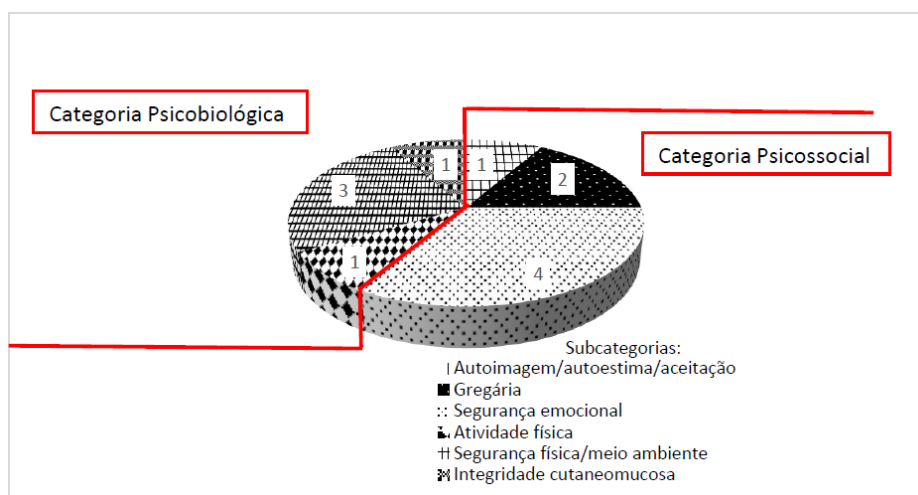 Categoria Psicobiológica
Categoria Psicossocial
1
1
2
3
1
4
Subcategorias:
Autoimagem/autoestima/aceitação
Gregária
Segurança emocional
Atividade física
Segurança física/meio ambiente
Integridade cutaneomucosa